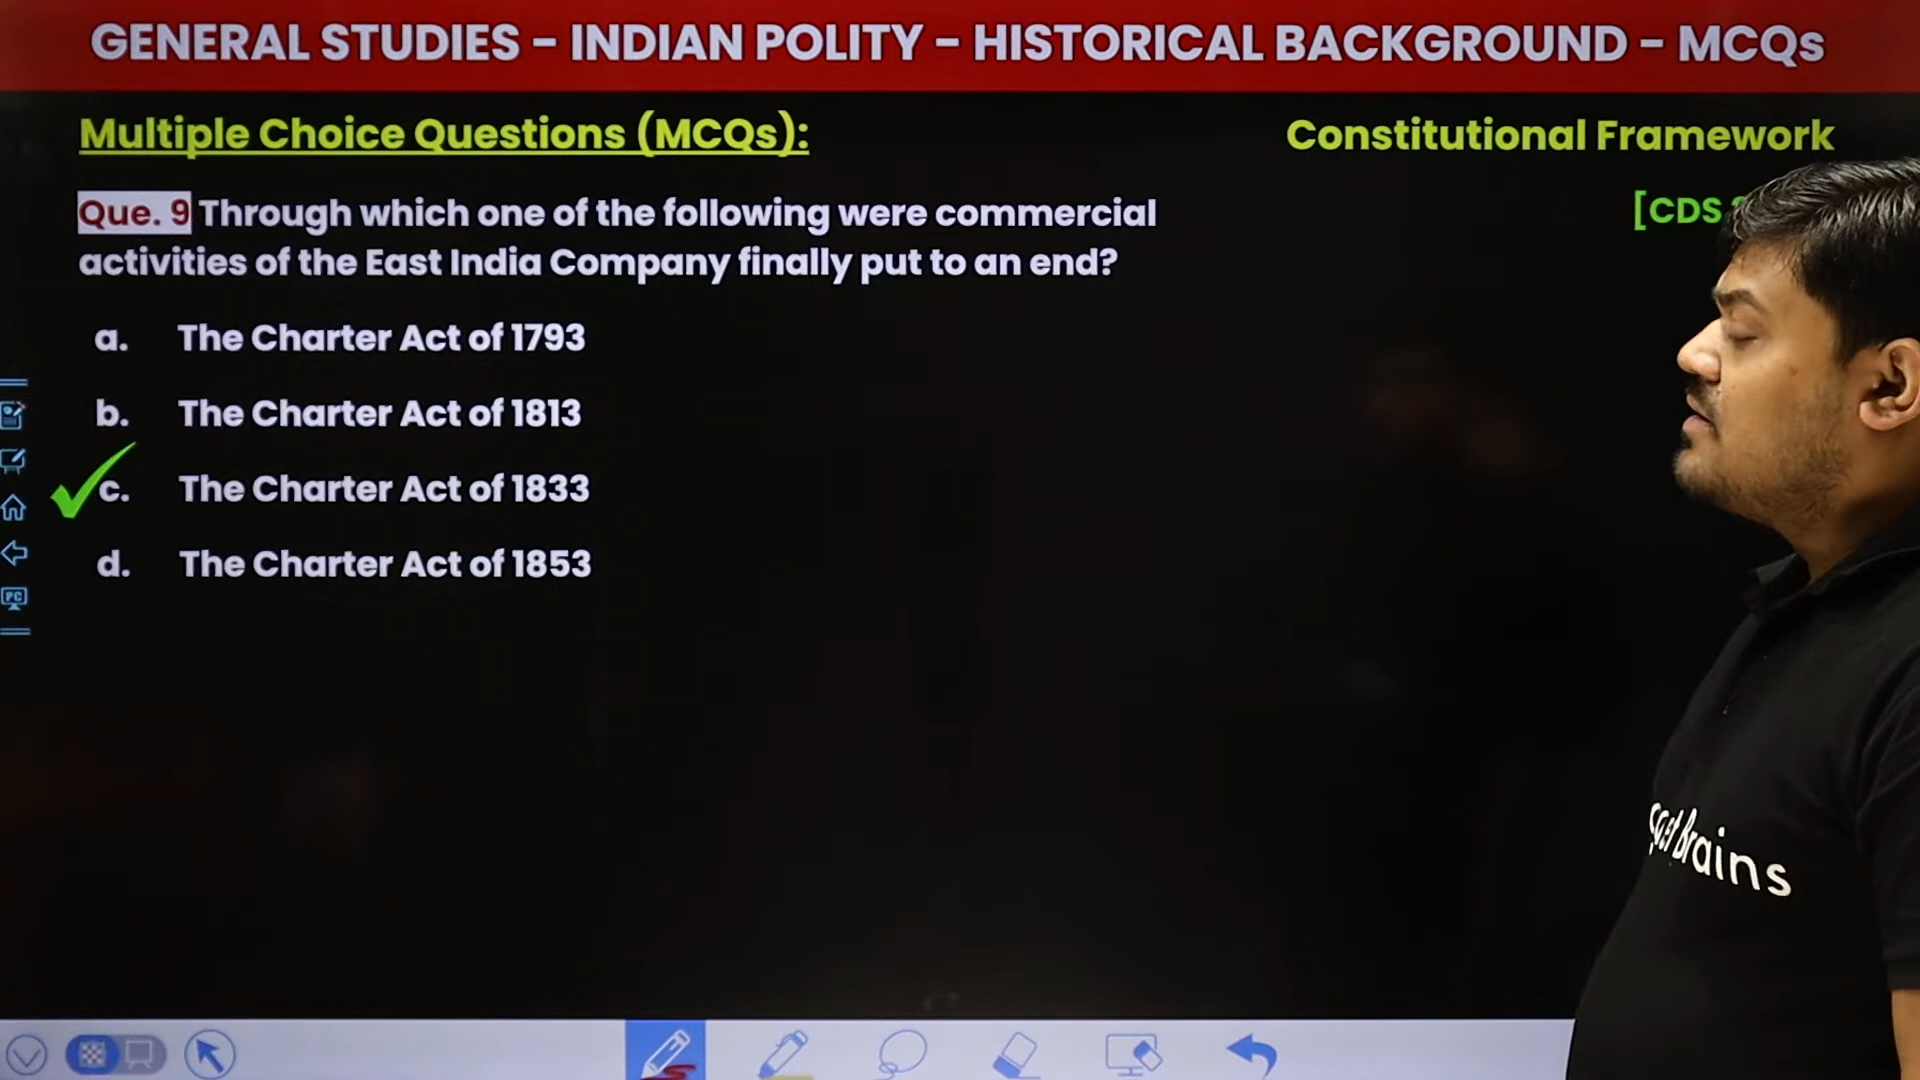 GENERAL STUDIES - INDIAN POLITY - HISTORICAL BACKGROUND - MCQs
Multiple Choice Questions (MCQs):
Constitutional Framework
Que. 9 Through which one of the following were commercial
[CDS
activities of the East India Company finally put to an end?
a. The Charter Act of 1793
b. The Charter Act of 1813
c. The Charter Act of 1833
d. The Charter Act of 1853
PC
Brains